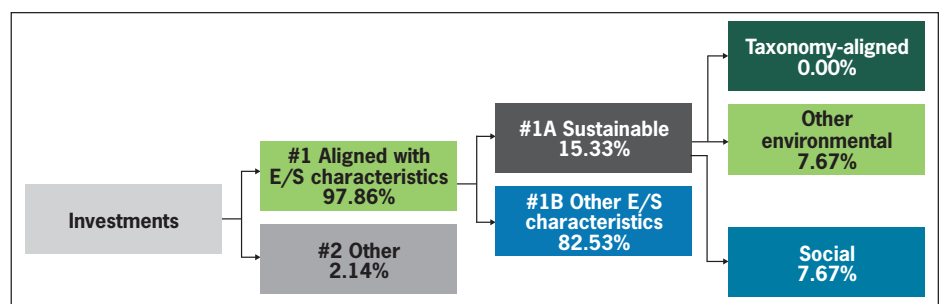 Taxonomy-aligned
0.00%
#1A Sustainable
15.33%
Other
environmental
7.67%
#1 Aligned with
E/S characteristics
97.86%
#1B Other E/S
characteristics
82.53%
Investments
#2 Other
2.14%
Social
7.67%